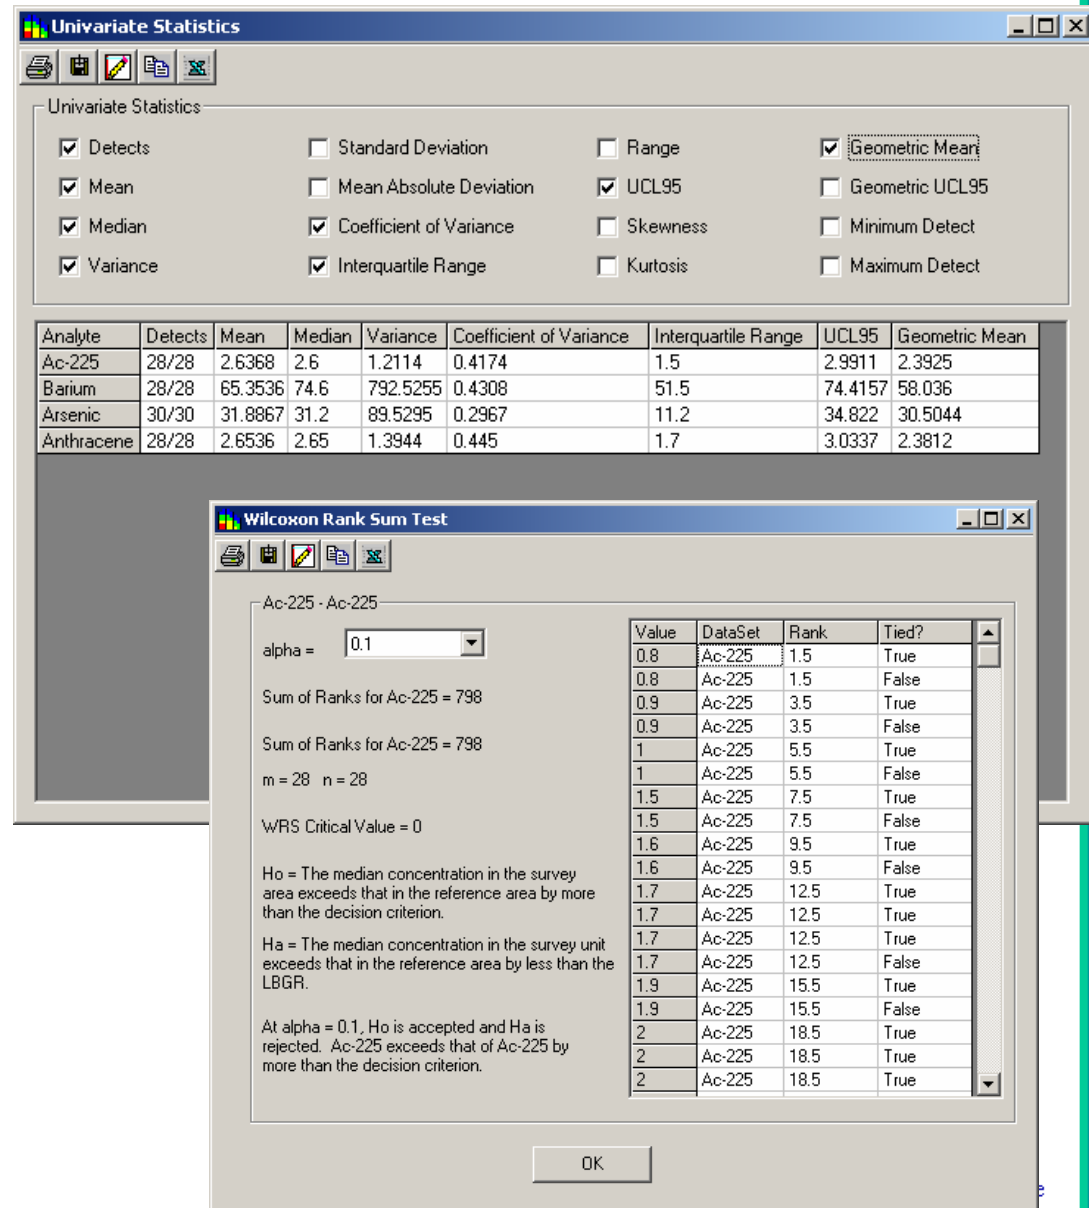 Univariate Statistics
Univariate Statistics
Detects Standard Deviation Range Geometric Mean
Mean Mean Absolute Deviation UCL95 Geometric UCL95
Median Coefficient of Variance Skewness Minimum Detect
Variance Interquartile Range Kurtosis Maximum Detect
Analyte Detects Mean Median Variance Coefficient of Variance Interquartile Range UCL95 Geometric Mean
Ac-225 28/28 2.6368 2.6 1.2114 0.4174 1.5 2.9911 2.3925
Barium 28/28 65.3536 74.6 792.5255 0.4308 51.5 74.4157 58.036
Arsenic 30/30 31.8867 31.2 89.5295 0.2967 11.2 34.822 30.5044
Anthracene 28/28 2.6536 2.65 1.3944 0.445 1.7 3.0337 2.3812
Wilcoxon Rank Sum Test
Ac-225 - Ac-225
alpha = 0.1
Sum of Ranks for Ac-225 = 798
Sum of Ranks for Ac-225 = 798
m = 28 n = 28
WRS Critical Value = 0
Ho = The median concentration in the survey
area exceeds that in the reference area by more
than the decision criterion.
Ha = The median concentration in the survey unit
exceeds that in the reference area by less than the
LBGR.
At alpha = 0.1, Ho is accepted and Ha is
rejected. Ac-225 exceeds that of Ac-225 by
more than the decision criterion.
Value DataSet Rank Tied?
0.8 Ac-225 1.5 True
0.8 Ac-225 1.5 False
0.9 Ac-225 3.5 True
0.9 Ac-225 3.5 False
1 Ac-225 5.5 True
1 Ac-225 5.5 False
1.5 Ac-225 7.5 True
1.5 Ac-225 7.5 False
1.6 Ac-225 9.5 True
1.6 Ac-225 9.5 False
1.7 Ac-225 12.5 True
1.7 Ac-225 12.5 True
1.7 Ac-225 12.5 True
1.7 Ac-225 12.5 False
1.9 Ac-225 15.5 True
1.9 Ac-225 15.5 False
2 Ac-225 18.5 True
2 Ac-225 18.5 True
2 Ac-225 18.5 True
OK